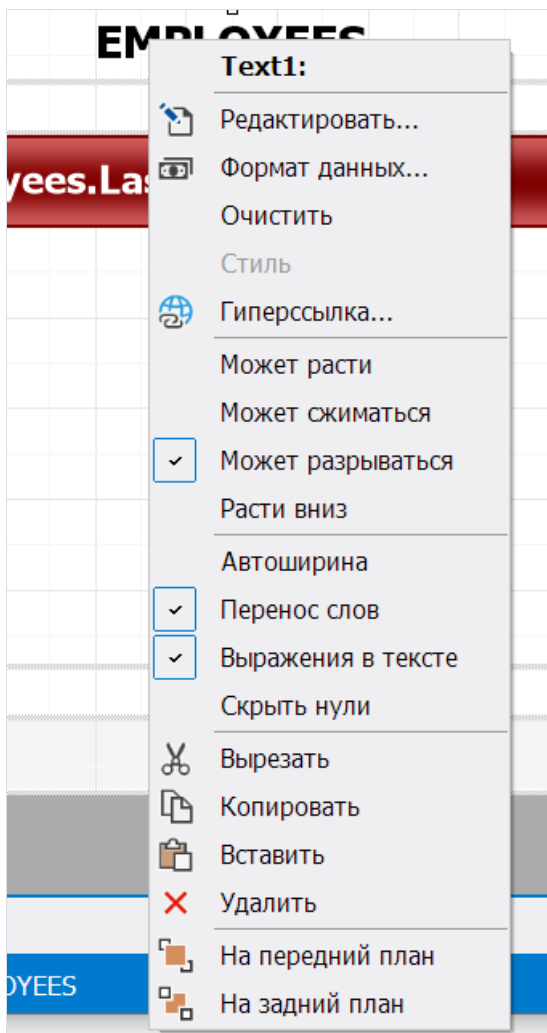 EMPLOYEES
Text1:
Редактировать...
yees.Las
Формат данных...
Очистить
Стиль
Гиперссылка...
Может расти
Может сжиматься
Может разрываться
Расти вниз
Автоширина
Перенос слов
Выражения в тексте
Скрыть нули
Вырезать
Копировать
Вставить
Удалить
На передний план
OYEES
На задний план